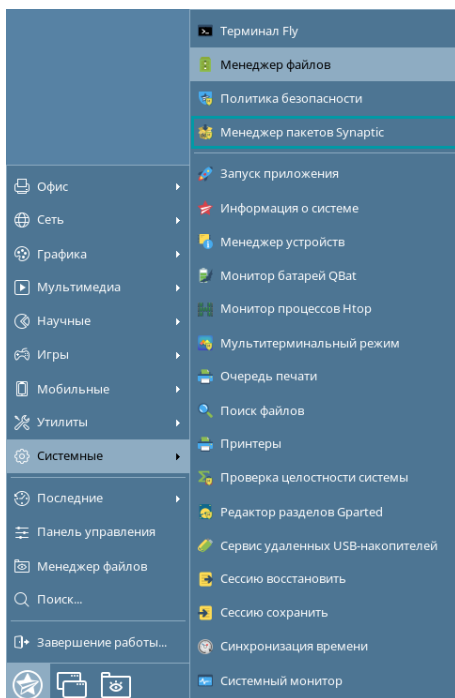 Терминал Fly
Менеджер файлов
Политика безопасности
Менеджер пакетов Synaptic
Запуск приложения
Информация о системе
Менеджер устройств
Монитор батарей QBat
Монитор процессов Htop
Мультитерминальный режим
Очередь печати
Поиск файлов
Принтеры
Проверка целостности системы
Редактор разделов Gparted
Сервис удаленных USB-накопителей
Сессию восстановить
Сессию сохранить
Синхронизация времени
Системный монитор
Офис
Сеть
Графика
Мультимедиа
Научные
Игры
Мобильные
Утилиты
Системные
Последние
Панель управления
Менеджер файлов
Поиск...
Завершение работы...